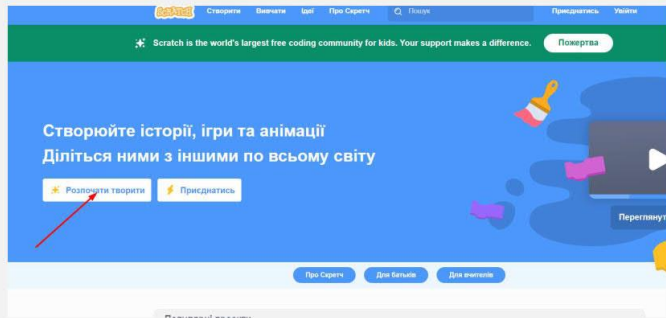 SCRATCH Створити Вивчати Ідеї Про Скретч Пошук Приєднатись Увійти
Scratch is the world's largest free coding community for kids. Your support makes a difference. Пожертва
Створюйте історії, ігри та анімації
Діліться ними з іншими по всьому світу
Розпочати творити Приєднатись
Переглянут
Про Скретч Для батьків Для вчителів